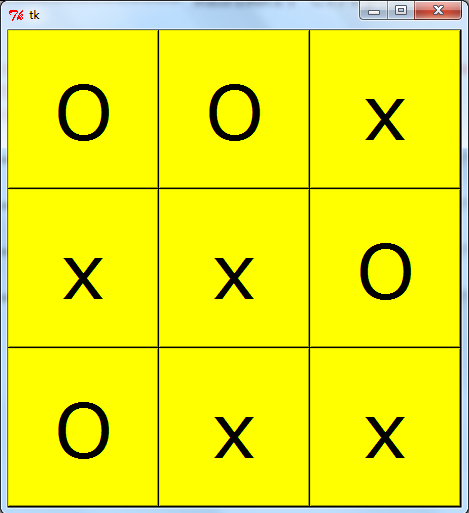 tk
O O x
x x O
O x x